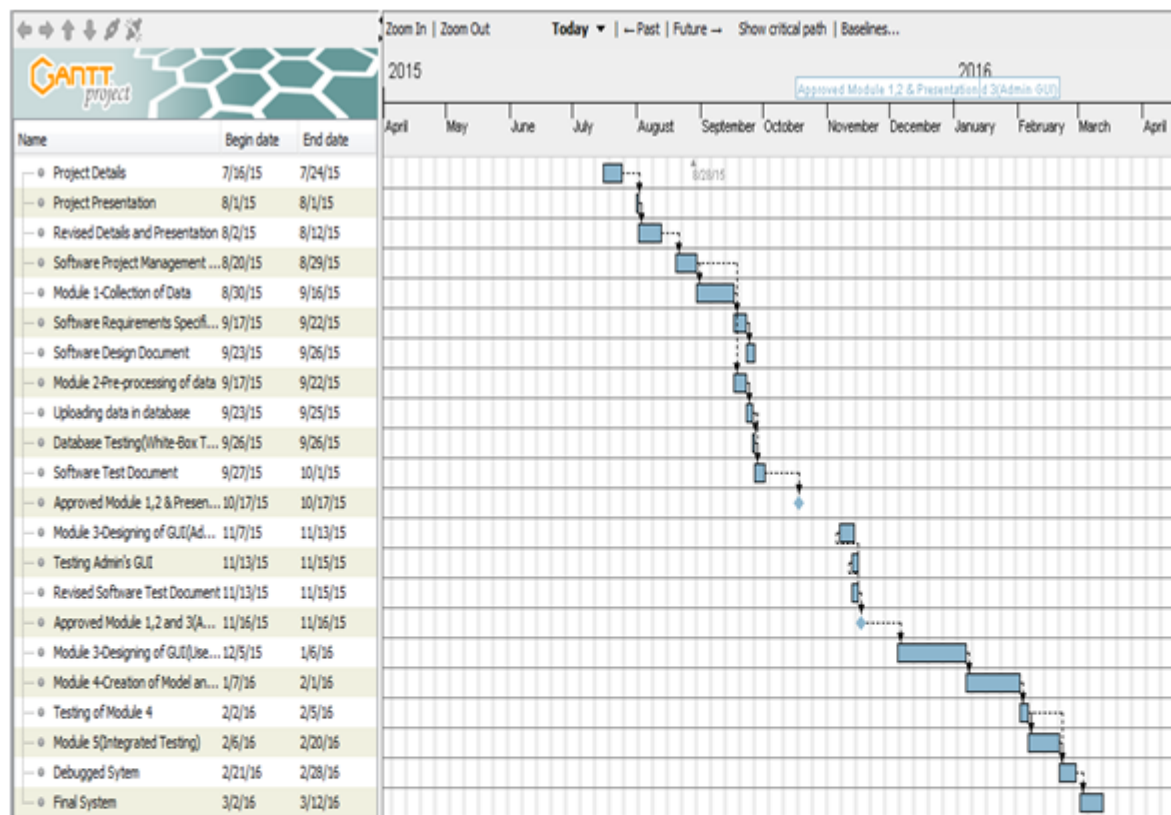 Zoom In | Zoom Out Today ▼ | ← Past | Future → Show critical path | Baselines...
GANTT
project
2015 2016
Approved Module 1,2 & Presentation d 3(Admin GUI)
April May June July August September October November December January February March April
Name Begin date End date
Project Details 7/16/15 7/24/15
8/28/15
Project Presentation 8/1/15 8/1/15
Revised Details and Presentation 8/2/15 8/12/15
Software Project Management ... 8/20/15 8/29/15
Module 1-Collection of Data 8/30/15 9/16/15
Software Requirements Specifi... 9/17/15 9/22/15
Software Design Document 9/23/15 9/26/15
Module 2-Pre-processing of data 9/17/15 9/22/15
Uploading data in database 9/23/15 9/25/15
Database Testing(White-Box T... 9/26/15 9/26/15
Software Test Document 9/27/15 10/1/15
Approved Module 1,2 & Presen... 10/17/15 10/17/15
Module 3-Designing of GUI(Ad... 11/7/15 11/13/15
Testing Admin's GUI 11/13/15 11/15/15
Revised Software Test Document 11/13/15 11/15/15
Approved Module 1,2 and 3(A... 11/16/15 11/16/15
Module 3-Designing of GUI(Use... 12/5/15 1/6/16
Module 4-Creation of Model an... 1/7/16 2/1/16
Testing of Module 4 2/2/16 2/5/16
Module 5(Integrated Testing) 2/6/16 2/20/16
Debugged Sytem 2/21/16 2/28/16
Final System 3/2/16 3/12/16